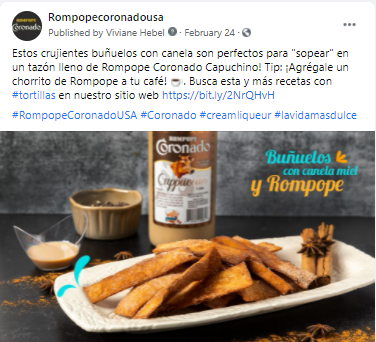 Rompopecoronadousa
Published by Viviane Hebel · February 24 ·
Estos crujientes buñuelos con canela son perfectos para "sopear" en
un tazón lleno de Rompope Coronado Capuchino! Tip: ¡Agrégale un
chorrito de Rompope a tu café! ☕. Busca esta y más recetas con
#tortillas en nuestro sitio web https://bit.ly/2NrQHvH
#RompopeCoronadoUSA #Coronado #creamliqueur #lavidamasdulce
ROMPOPE
Coronado
Buñuelos
con canela miel
y Rompope